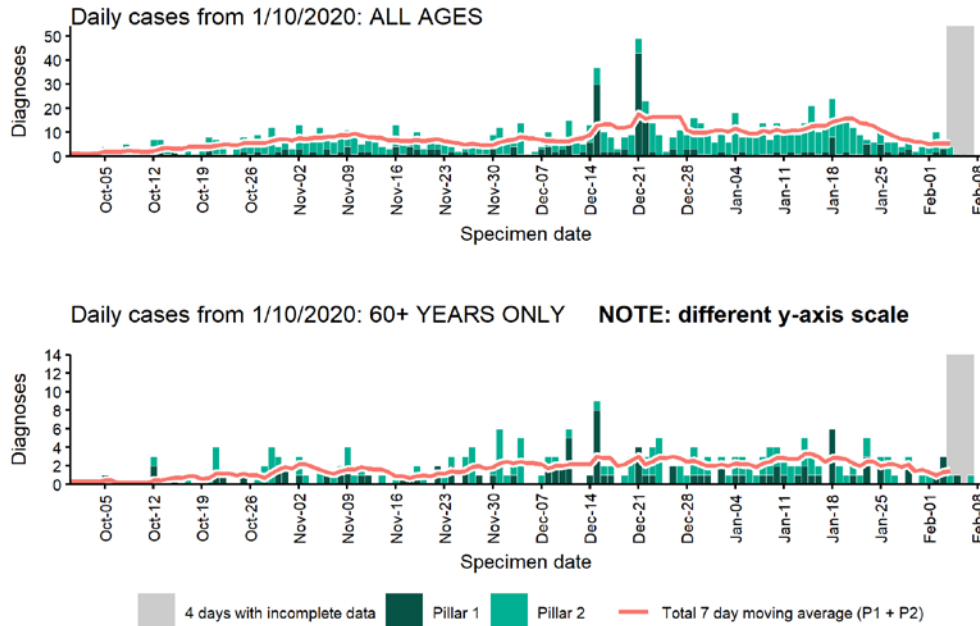 Daily cases from 1/10/2020: ALL AGES
50
40
30
20
10
0
Diagnoses
Oct-05
Oct-12
Oct-19
Oct-26
Nov-02
Nov-09
Nov-16
Nov-23
Nov-30
Dec-07
Dec-14
Dec-21
Dec-28
Jan-04
Jan-11
Jan-18
Jan-25
Feb-01
Feb-08
Specimen date
Daily cases from 1/10/2020: 60+ YEARS ONLY NOTE: different y-axis scale
14
12
10
8
6
4
2
0
Diagnoses
Oct-05
Oct-12
Oct-19
Oct-26
Nov-02
Nov-09
Nov-16
Nov-23
Nov-30
Dec-07
Dec-14
Dec-21
Dec-28
Jan-04
Jan-11
Jan-18
Jan-25
Feb-01
Feb-08
Specimen date
4 days with incomplete data Pillar 1 Pillar 2 Total 7 day moving average (P1 + P2)